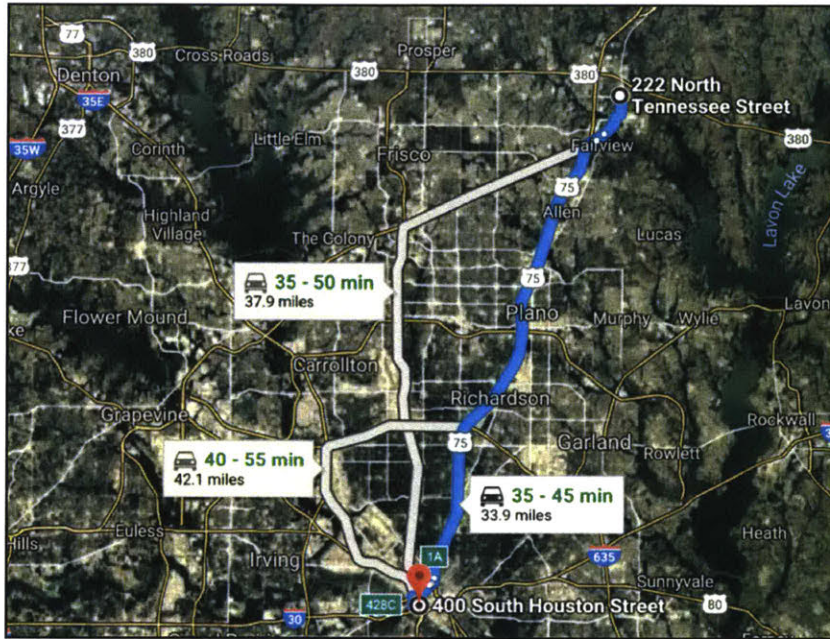 77
380
Cross Roads
Prosper
Denton
380
380
222 North
Tennessee Street
35E
377
35W
Corinth
Little Elm
Frisco
Fairview
380
Argyle
75
Highland
Village
Allen
Lavon Lake
The Colony
Lucas
377
35 - 50 min
37.9 miles
75
Flower Mound
Plano
Murphy
Wylie
Lavon
ke
Carrollton
Richardson
Grapevine
75
Garland
Rockwall
Rowlett
40 - 55 min
42.1 miles
35 - 45 min
33.9 miles
Euless
Heath
Hills
Irving
1A
635
Sunnyvale
428C
400 South Houston Street
30
80